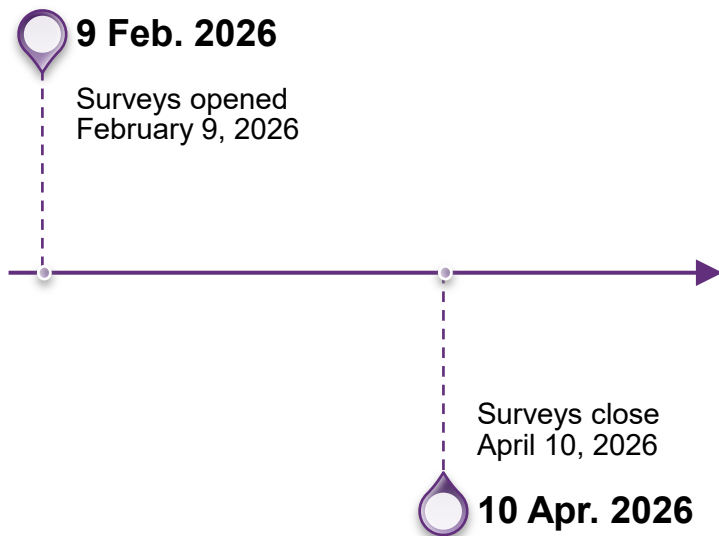 9 Feb. 2026
Surveys opened
February 9, 2026
Surveys close
April 10, 2026
10 Apr. 2026